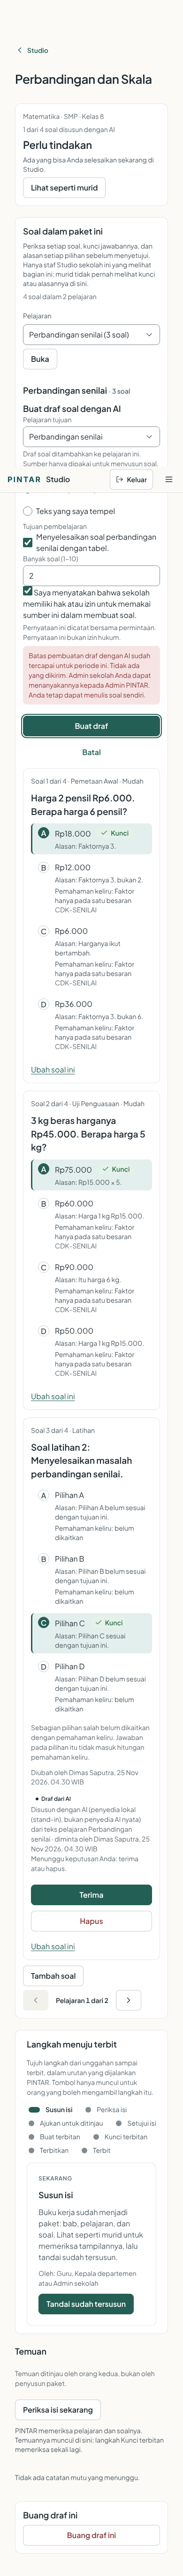 Studio
Perbandingan dan Skala
Matematika · SMP · Kelas 8
1 dari 4 soal disusun dengan AI
Perlu tindakan
Ada yang bisa Anda selesaikan sekarang di
Studio.
Lihat seperti murid
Soal dalam paket ini
Periksa setiap soal, kunci jawabannya, dan
alasan setiap pilihan sebelum menyetujui.
Hanya staf Studio sekolah ini yang melihat
bagian ini; murid tidak pernah melihat kunci
atau alasannya di sini.
4 soal dalam 2 pelajaran
Pelajaran
Perbandingan senilai (3 soal)
Buka
Perbandingan senilai · 3 soal
Buat draf soal dengan AI
Pelajaran tujuan
Perbandingan senilai
Draf soal ditambahkan ke pelajaran ini.
Sumber hanya dipakai untuk menyusun soal.
PINTAR Studio
Keluar
Teks yang saya tempel
Tujuan pembelajaran
Menyelesaikan soal perbandingan
senilai dengan tabel.
Banyak soal (1–10)
2
Saya menyatakan bahwa sekolah
memiliki hak atau izin untuk memakai
sumber ini dalam membuat soal.
Pernyataan ini dicatat bersama permintaan.
Pernyataan ini bukan izin hukum.
Batas pembuatan draf dengan AI sudah
tercapai untuk periode ini. Tidak ada
yang dikirim. Admin sekolah Anda dapat
menanyakannya kepada Admin PINTAR.
Anda tetap dapat menulis soal sendiri.
Buat draf
Batal
Soal 1 dari 4 · Pemetaan Awal · Mudah
Harga 2 pensil Rp6.000.
Berapa harga 6 pensil?
A Rp18.000 Kunci
Alasan: Faktornya 3.
B Rp12.000
Alasan: Faktornya 3, bukan 2.
Pemahaman keliru: Faktor
hanya pada satu besaran
CDK-SENILAI
C Rp6.000
Alasan: Harganya ikut
bertambah.
Pemahaman keliru: Faktor
hanya pada satu besaran
CDK-SENILAI
D Rp36.000
Alasan: Faktornya 3, bukan 6.
Pemahaman keliru: Faktor
hanya pada satu besaran
CDK-SENILAI
Ubah soal ini
Soal 2 dari 4 · Uji Penguasaan · Mudah
3 kg beras harganya
Rp45.000. Berapa harga 5
kg?
A Rp75.000 Kunci
Alasan: Rp15.000 × 5.
B Rp60.000
Alasan: Harga 1 kg Rp15.000.
Pemahaman keliru: Faktor
hanya pada satu besaran
CDK-SENILAI
C Rp90.000
Alasan: Itu harga 6 kg.
Pemahaman keliru: Faktor
hanya pada satu besaran
CDK-SENILAI
D Rp50.000
Alasan: Harga 1 kg Rp15.000.
Pemahaman keliru: Faktor
hanya pada satu besaran
CDK-SENILAI
Ubah soal ini
Soal 3 dari 4 · Latihan
Soal latihan 2:
Menyelesaikan masalah
perbandingan senilai.
A Pilihan A
Alasan: Pilihan A belum sesuai
dengan tujuan ini.
Pemahaman keliru: belum
dikaitkan
B Pilihan B
Alasan: Pilihan B belum sesuai
dengan tujuan ini.
Pemahaman keliru: belum
dikaitkan
C Pilihan C Kunci
Alasan: Pilihan C sesuai
dengan tujuan ini.
D Pilihan D
Alasan: Pilihan D belum sesuai
dengan tujuan ini.
Pemahaman keliru: belum
dikaitkan
Sebagian pilihan salah belum dikaitkan
dengan pemahaman keliru. Jawaban
pada pilihan itu tidak masuk hitungan
pemahaman keliru.
Diubah oleh Dimas Saputra, 25 Nov
2026, 04.30 WIB
Draf dari AI
Disusun dengan AI (penyedia lokal
(stand-in), bukan penyedia AI nyata)
dari teks pelajaran Perbandingan
senilai · diminta oleh Dimas Saputra, 25
Nov 2026, 04.30 WIB
Menunggu keputusan Anda: terima
atau hapus.
Terima
Hapus
Ubah soal ini
Tambah soal
Pelajaran 1 dari 2
Langkah menuju terbit
Tujuh langkah dari unggahan sampai
terbit, dalam urutan yang dijalankan
PINTAR. Tombol hanya muncul untuk
orang yang boleh mengambil langkah itu.
Susun isi
Periksa isi
Ajukan untuk ditinjau
Setujui isi
Buat terbitan
Kunci terbitan
Terbitkan
Terbit
SEKARANG
Susun isi
Buku kerja sudah menjadi
paket: bab, pelajaran, dan
soal. Lihat seperti murid untuk
memeriksa tampilannya, lalu
tandai sudah tersusun.
Oleh: Guru, Kepala departemen
atau Admin sekolah
Tandai sudah tersusun
Temuan
Temuan ditinjau oleh orang kedua, bukan oleh
penyusun paket.
Periksa isi sekarang
PINTAR memeriksa pelajaran dan soalnya.
Temuannya muncul di sini; langkah Kunci terbitan
memeriksa sekali lagi.
Tidak ada catatan mutu yang menunggu.
Buang draf ini
Buang draf ini